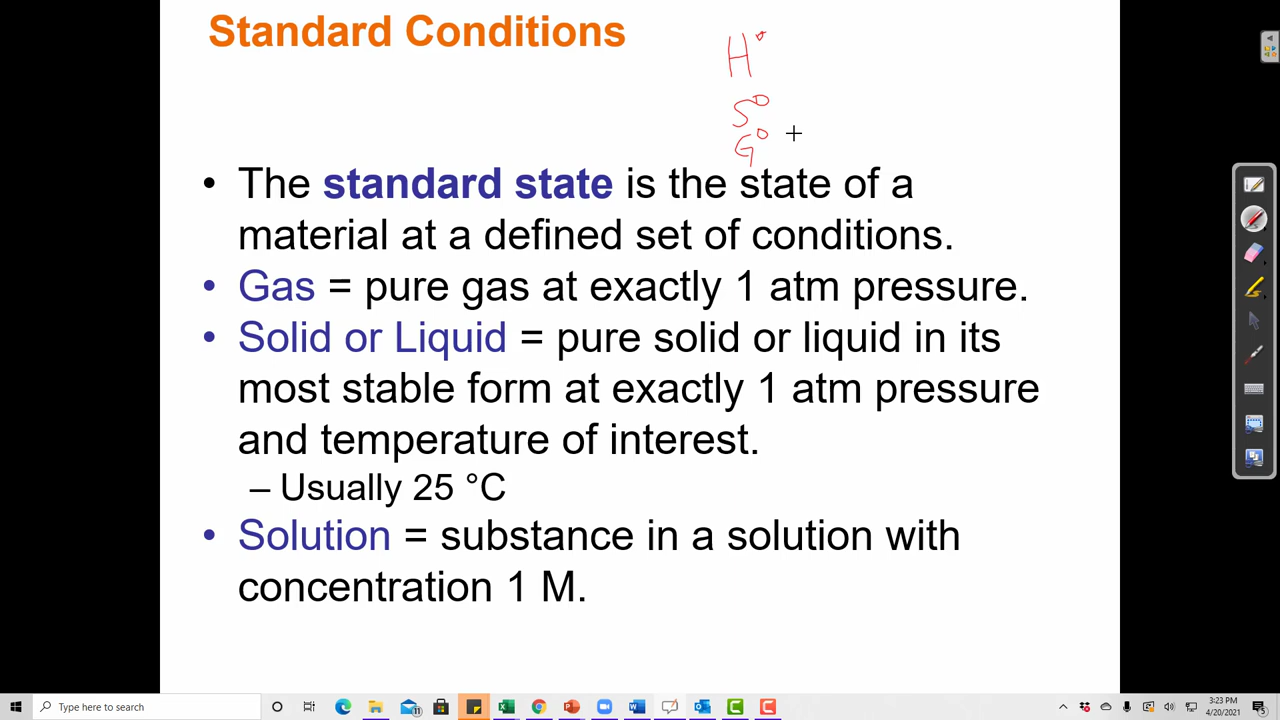 Standard Conditions
H°
S°
G°
• The standard state is the state of a
material at a defined set of conditions.
• Gas = pure gas at exactly 1 atm pressure.
• Solid or Liquid = pure solid or liquid in its
most stable form at exactly 1 atm pressure
and temperature of interest.
– Usually 25 °C
• Solution = substance in a solution with
concentration 1 M.
Type here to search
11
3:23 PM
4/20/2021
5